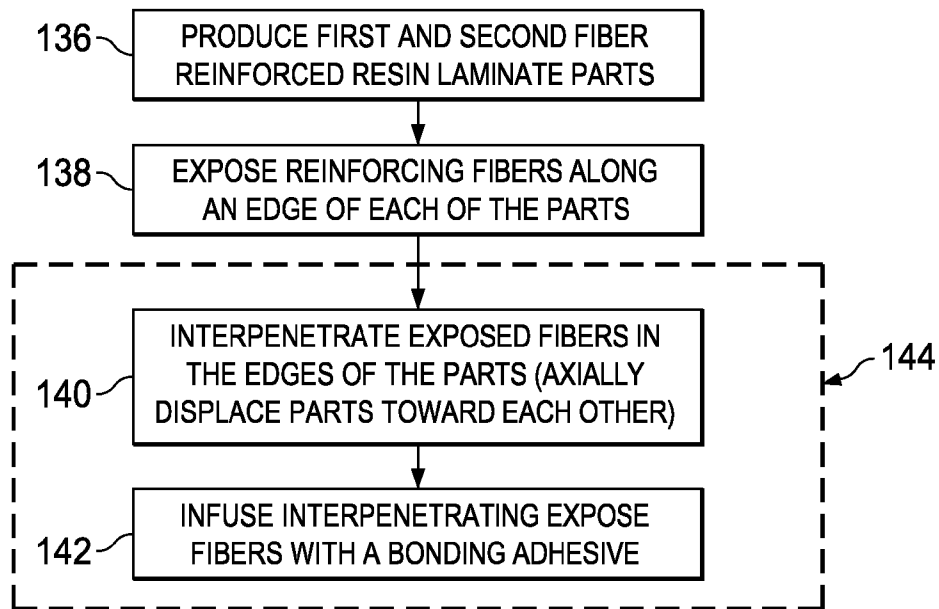 136
PRODUCE FIRST AND SECOND FIBER
REINFORCED RESIN LAMINATE PARTS
138
EXPOSE REINFORCING FIBERS ALONG
AN EDGE OF EACH OF THE PARTS
140
INTERPENETRATE EXPOSED FIBERS IN
THE EDGES OF THE PARTS (AXIALLY
DISPLACE PARTS TOWARD EACH OTHER)
144
142
INFUSE INTERPENETRATING EXPOSE
FIBERS WITH A BONDING ADHESIVE